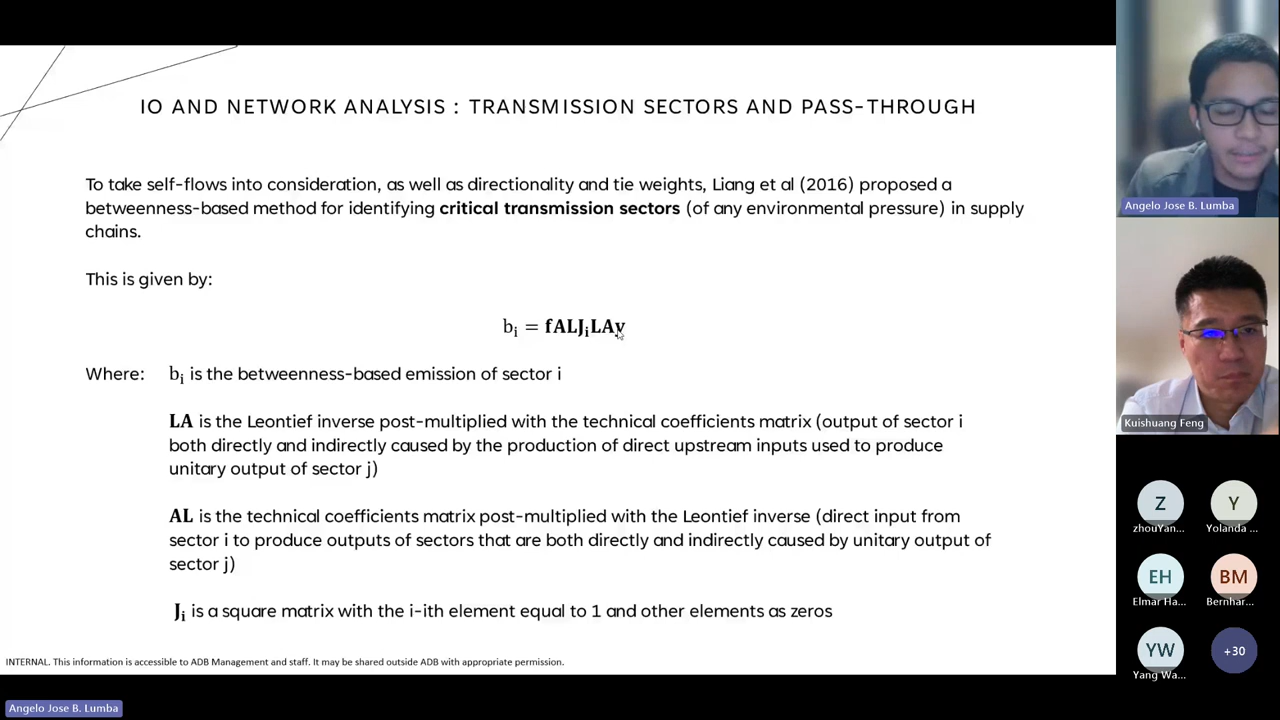 IO AND NETWORK ANALYSIS : TRANSMISSION SECTORS AND PASS-THROUGH
To take self-flows into consideration, as well as directionality and tie weights, Liang et al (2016) proposed a
betweenness-based method for identifying critical transmission sectors (of any environmental pressure) in supply
chains.
This is given by:
bᵢ = fALJᵢLAy
Where: bᵢ is the betweenness-based emission of sector i
LA is the Leontief inverse post-multiplied with the technical coefficients matrix (output of sector i
both directly and indirectly caused by the production of direct upstream inputs used to produce
unitary output of sector j)
AL is the technical coefficients matrix post-multiplied with the Leontief inverse (direct input from
sector i to produce outputs of sectors that are both directly and indirectly caused by unitary output of
sector j)
Jᵢ is a square matrix with the i-ith element equal to 1 and other elements as zeros
INTERNAL. This information is accessible to ADB Management and staff. It may be shared outside ADB with appropriate permission.
Angelo Jose B. Lumba
Angelo Jose B. Lumba
Kuishuang Feng
Z
zhouYan...
Y
Yolanda ...
EH
Elmar Ha...
BM
Bernhar...
YW
Yang Wa...
+30